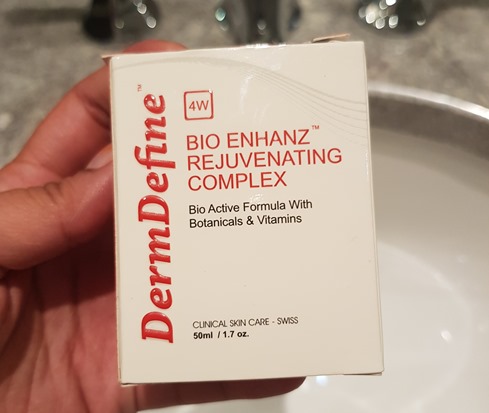 DermDefine™
4W
BIO ENHANZ™
REJUVENATING
COMPLEX
Bio Active Formula With
Botanicals & Vitamins
CLINICAL SKIN CARE - SWISS
50ml / 1.7 oz.